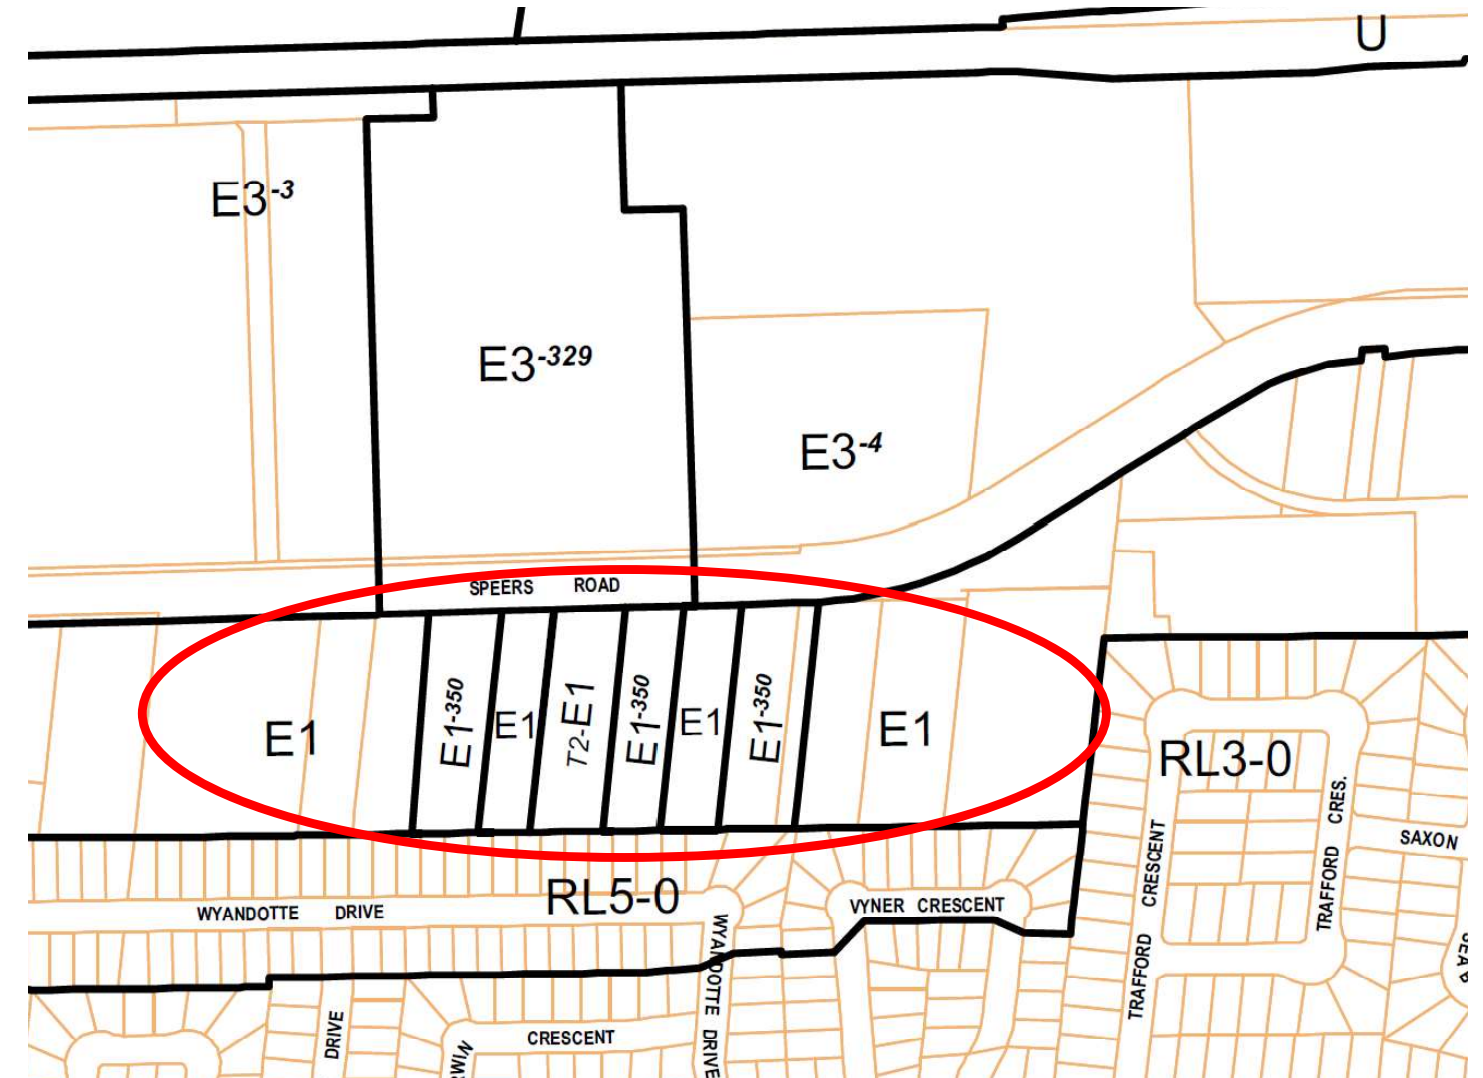 U
E3-3
E3-329
E3-4
SPEERS ROAD
E1
E1-350
E1
T2-E1
E1-350
E1
E1-350
E1
RL3-0
TRAFFORD CRES.
SAXON
TRAFFORD CRESCENT
RL5-0
WYANDOTTE DRIVE
VYNER CRESCENT
WYANDOTTE DRIVE
DRIVE
CRESCENT